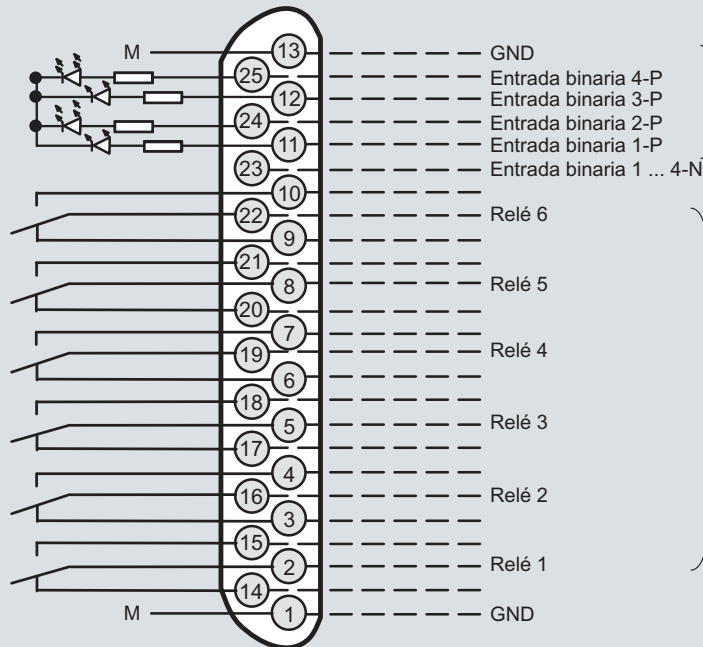 M 13 GND
25 Entrada binaria 4-P
12 Entrada binaria 3-P
24 Entrada binaria 2-P
11 Entrada binaria 1-P
23 Entrada binaria 1 ... 4-N
10
22 Relé 6
9
21
8 Relé 5
20
7
19 Relé 4
6
18
5 Relé 3
17
4
16 Relé 2
3
15
2 Relé 1
14
M 1 GND